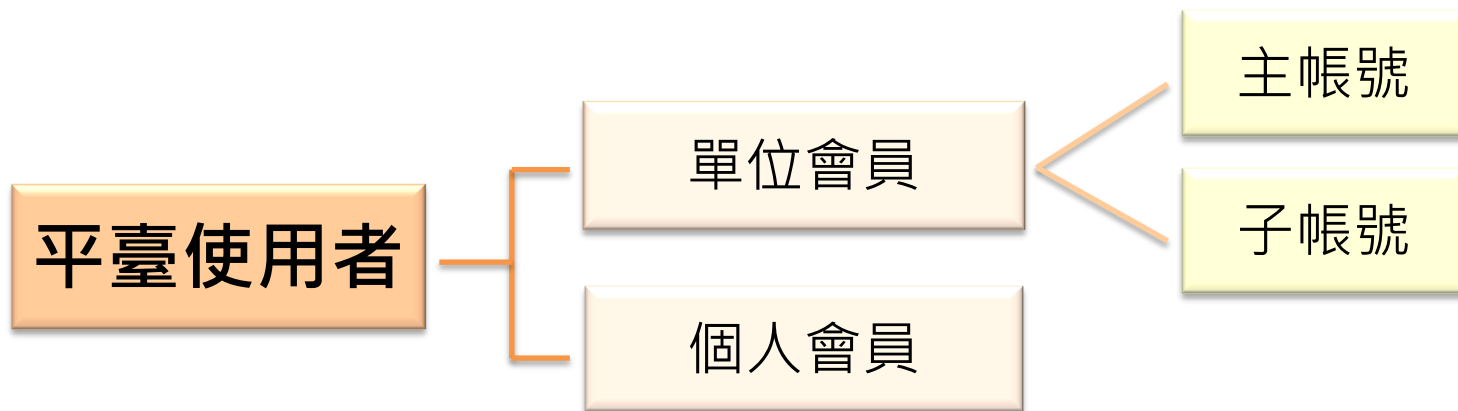 平臺使用者
單位會員
個人會員
主帳號
子帳號